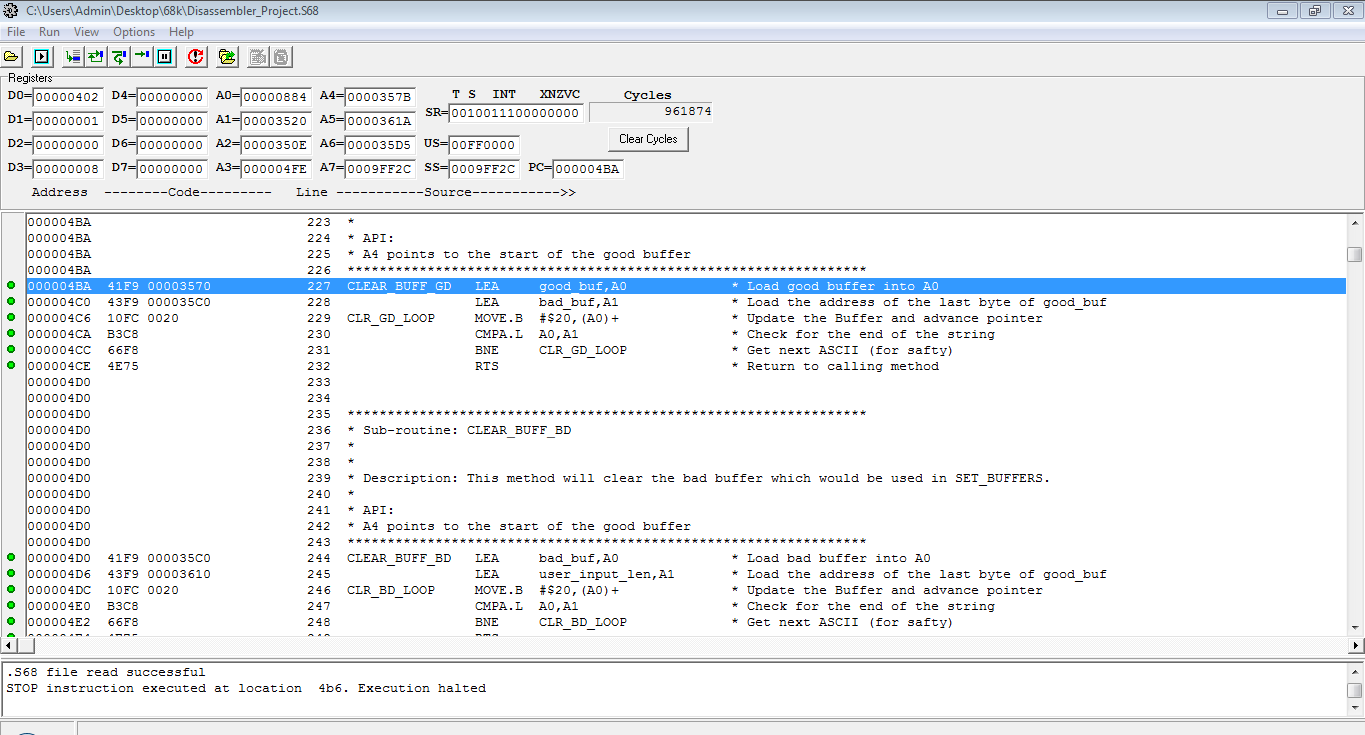 C:\Users\Admin\Desktop\68k\Disassembler_Project.S68
File Run View Options Help
Registers
D0=00000402 D4=00000000 A0=00000884 A4=0000357B T S INT XNZVC Cycles
D1=00000001 D5=00000000 A1=00003520 A5=0000361A SR=0010011100000000 961874
D2=00000000 D6=00000000 A2=0000350E A6=000035D5 US=00FF0000 Clear Cycles
D3=00000008 D7=00000000 A3=000004FE A7=0009FF2C SS=0009FF2C PC=000004BA
Address --------Code--------- Line -----------Source----------->>
000004BA 223 *
000004BA 224 * API:
000004BA 225 * A4 points to the start of the good buffer
000004BA 226 *****************************************************************
000004BA 41F9 00003570 227 CLEAR_BUFF_GD LEA good_buf,A0 * Load good buffer into A0
000004C0 43F9 000035C0 228 LEA bad_buf,A1 * Load the address of the last byte of good_buf
000004C6 10FC 0020 229 CLR_GD_LOOP MOVE.B #$20,(A0)+ * Update the Buffer and advance pointer
000004CA B3C8 230 CMPA.L A0,A1 * Check for the end of the string
000004CC 66F8 231 BNE CLR_GD_LOOP * Get next ASCII (for safty)
000004CE 4E75 232 RTS * Return to calling method
000004D0 233
000004D0 234
000004D0 235 *****************************************************************
000004D0 236 * Sub-routine: CLEAR_BUFF_BD
000004D0 237 *
000004D0 238 *
000004D0 239 * Description: This method will clear the bad buffer which would be used in SET_BUFFERS.
000004D0 240 *
000004D0 241 * API:
000004D0 242 * A4 points to the start of the good buffer
000004D0 243 *****************************************************************
000004D0 41F9 000035C0 244 CLEAR_BUFF_BD LEA bad_buf,A0 * Load bad buffer into A0
000004D6 43F9 00003610 245 LEA user_input_len,A1 * Load the address of the last byte of good_buf
000004DC 10FC 0020 246 CLR_BD_LOOP MOVE.B #$20,(A0)+ * Update the Buffer and advance pointer
000004E0 B3C8 247 CMPA.L A0,A1 * Check for the end of the string
000004E2 66F8 248 BNE CLR_BD_LOOP * Get next ASCII (for safty)
.S68 file read successful
STOP instruction executed at location 4b6. Execution halted